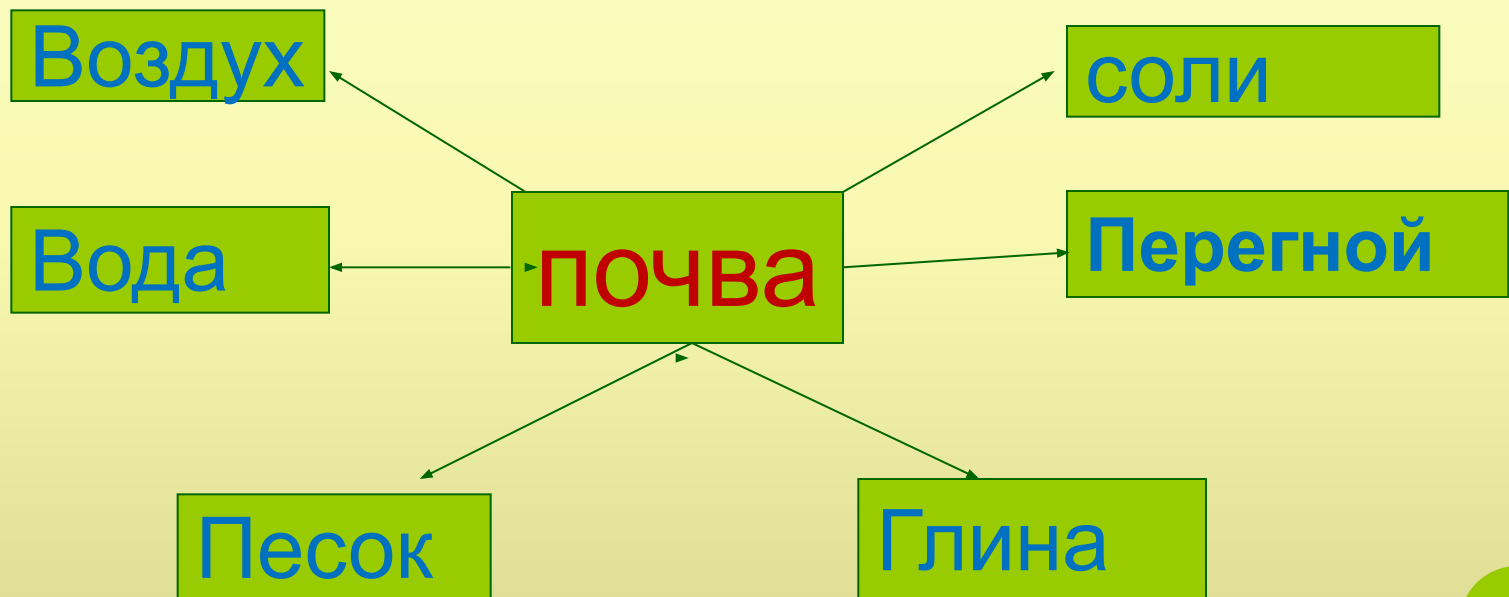 Воздух
соли
Вода
почва
Перегной
Песок
Глина